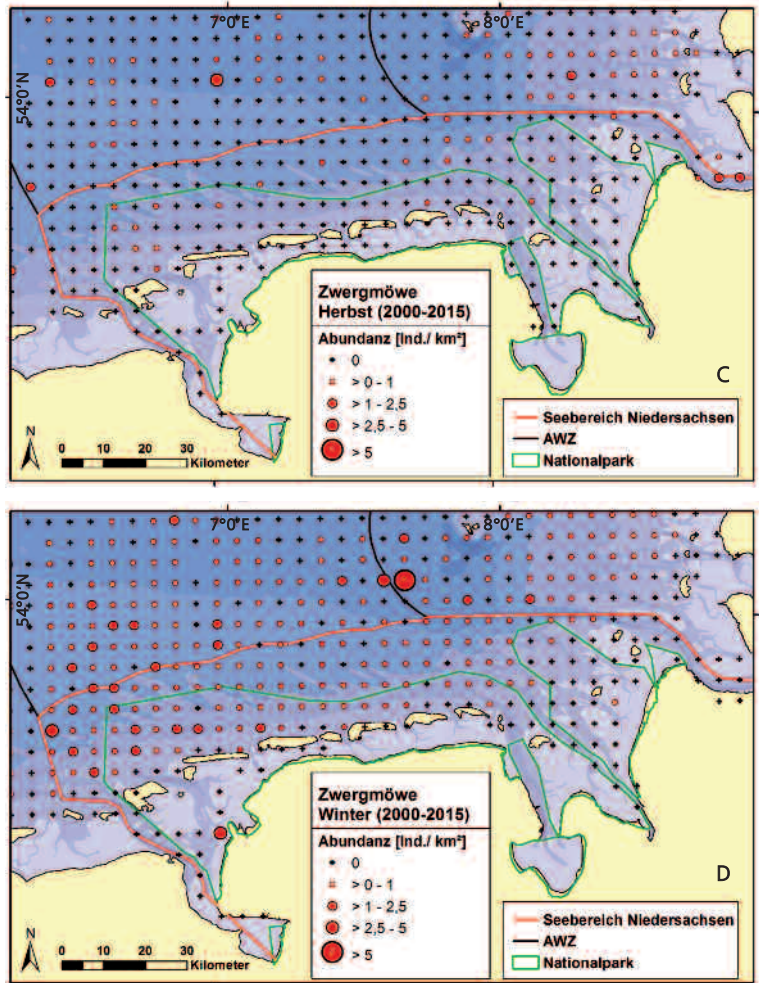 7°0'E 8°0'E
54°0'N
Zwergmöwe
Herbst (2000-2015)
Abundanz [Ind./ km²]
0
> 0 - 1
> 1 - 2,5
> 2,5 - 5
> 5
C
Seebereich Niedersachsen
AWZ
Nationalpark
N
0 10 20 30
Kilometer
7°0'E 8°0'E
54°0'N
Zwergmöwe
Winter (2000-2015)
Abundanz [Ind./ km²]
0
> 0 - 1
> 1 - 2,5
> 2,5 - 5
> 5
D
Seebereich Niedersachsen
AWZ
Nationalpark
N
0 10 20 30
Kilometer